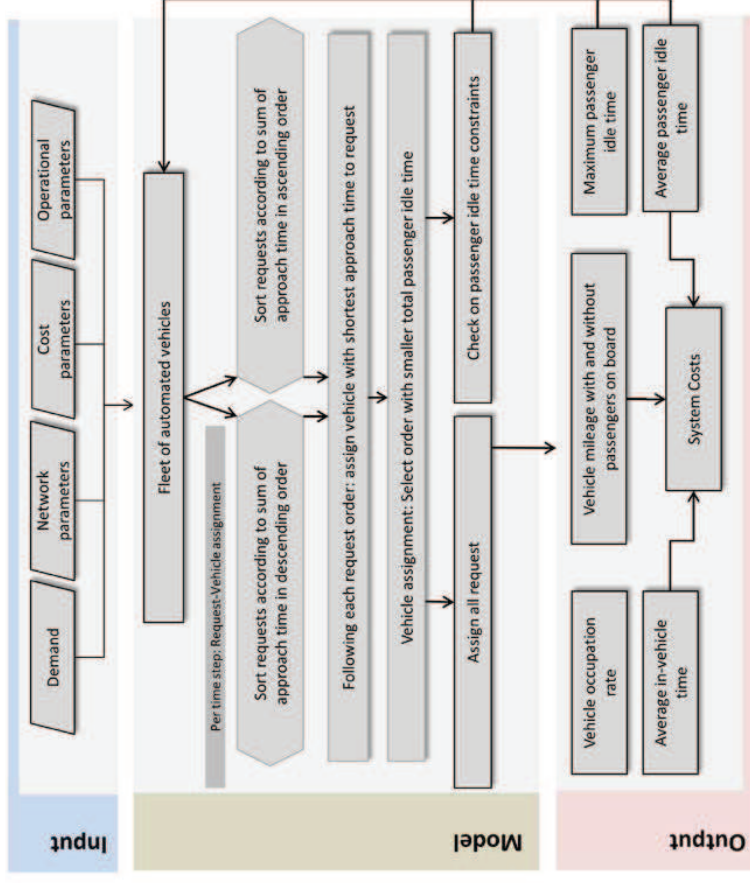 Input
Demand
Network
parameters
Cost
parameters
Operational
parameters
Model
Fleet of automated vehicles
Per time step: Request-Vehicle assignment
Sort requests according to sum of
approach time in descending order
Sort requests according to sum of
approach time in ascending order
Following each request order: assign vehicle with shortest approach time to request
Vehicle assignment: Select order with smaller total passenger idle time
Assign all request
Check on passenger idle time constraints
Output
Vehicle occupation
rate
Vehicle mileage with and without
passengers on board
Maximum passenger
idle time
Average in-vehicle
time
System Costs
Average passenger idle
time